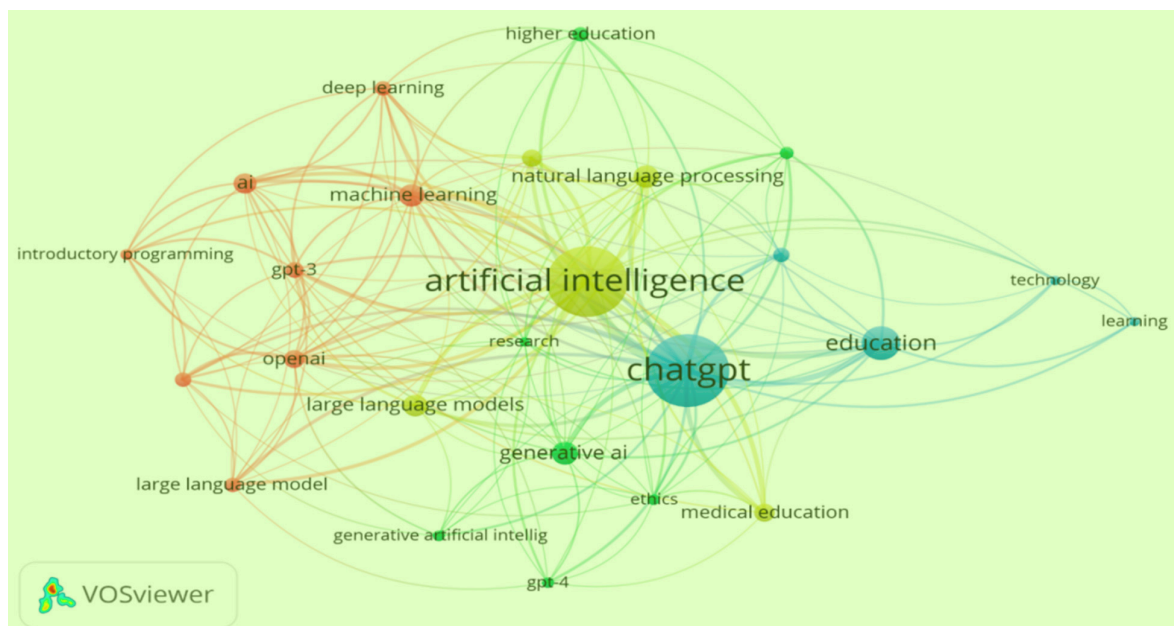 higher education
deep learning
natural language processing
ai
machine learning
introductory programming
gpt-3
artificial intelligence
technology
learning
research
education
openai
chatgpt
large language models
generative ai
large language model
ethics
medical education
generative artificial intellig
gpt-4
VOSviewer